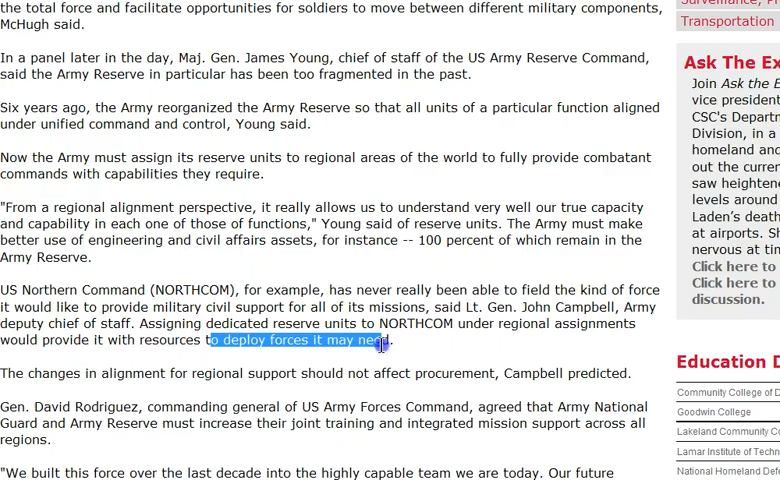 the total force and facilitate opportunities for soldiers to move between different military components,
McHugh said.
In a panel later in the day, Maj. Gen. James Young, chief of staff of the US Army Reserve Command,
said the Army Reserve in particular has been too fragmented in the past.
Six years ago, the Army reorganized the Army Reserve so that all units of a particular function aligned
under unified command and control, Young said.
Now the Army must assign its reserve units to regional areas of the world to fully provide combatant
commands with capabilities they require.
"From a regional alignment perspective, it really allows us to understand very well our true capacity
and capability in each one of those of functions," Young said of reserve units. The Army must make
better use of engineering and civil affairs assets, for instance -- 100 percent of which remain in the
Army Reserve.
US Northern Command (NORTHCOM), for example, has never really been able to field the kind of force
it would like to provide military civil support for all of its missions, said Lt. Gen. John Campbell, Army
deputy chief of staff. Assigning dedicated reserve units to NORTHCOM under regional assignments
would provide it with resources to deploy forces it may need.
The changes in alignment for regional support should not affect procurement, Campbell predicted.
Gen. David Rodriguez, commanding general of US Army Forces Command, agreed that Army National
Guard and Army Reserve must increase their joint training and integrated mission support across all
regions.
"We built this force over the last decade into the highly capable team we are today. Our future
Surveillance, Pr
Transportation
Ask The Ex
Join Ask the E
vice president
CSC's Departm
Division, in a
homeland and
out the curren
saw heightene
levels around
Laden's death
at airports. Sh
nervous at tim
Click here to
Click here to
discussion.
Education D
Community College of D
Goodwin College
Lakeland Community Co
Lamar Institute of Techn
National Homeland Defe